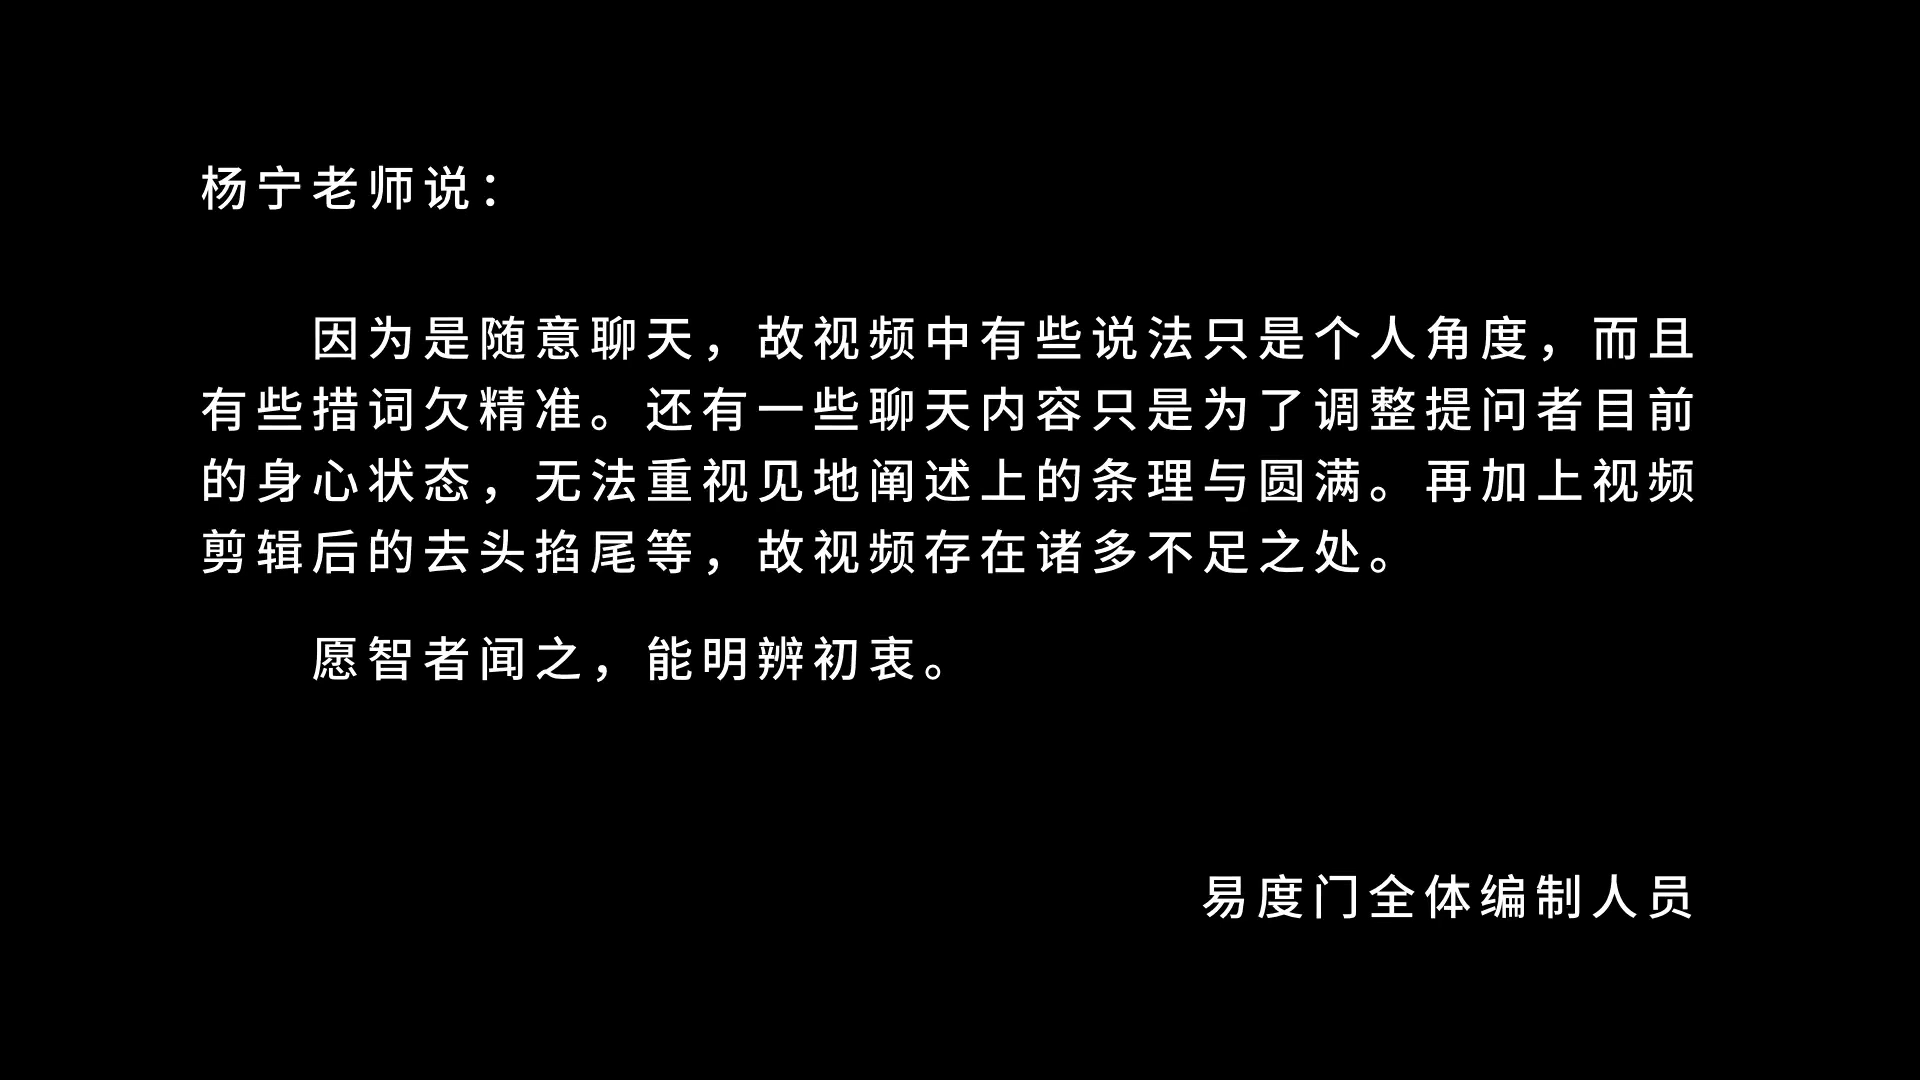 杨宁老师说：
因为是随意聊天，故视频中有些说法只是个人角度，而且
有些措词欠精准。还有一些聊天内容只是为了调整提问者目前
的身心状态，无法重视见地阐述上的条理与圆满。再加上视频
剪辑后的去头掐尾等，故视频存在诸多不足之处。
愿智者闻之，能明辨初衷。
易度门全体编制人员